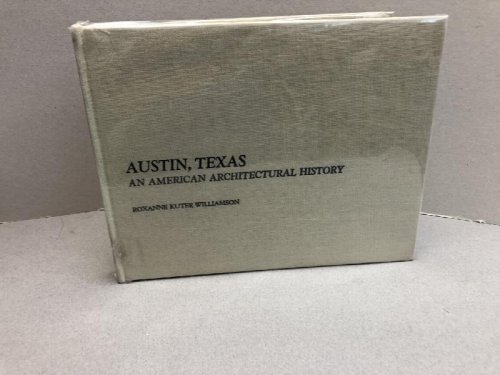 AUSTIN, TEXAS
AN AMERICAN ARCHITECTURAL HISTORY
ROXANNE KUTER WILLIAMSON